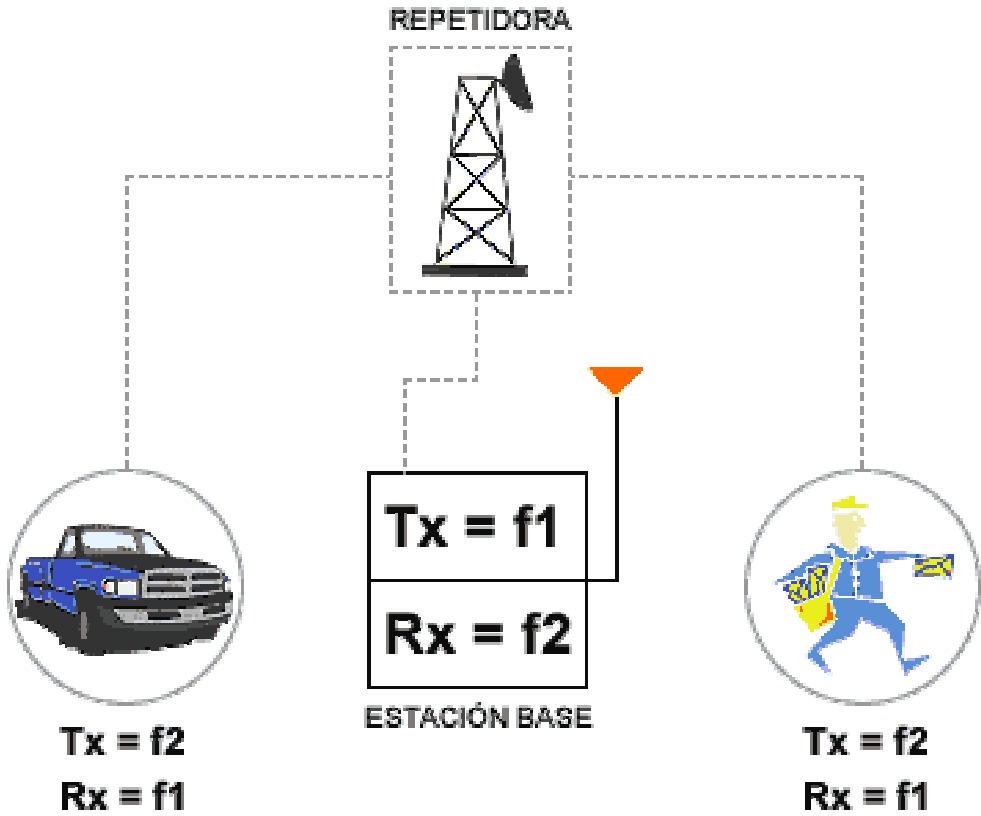 REPETIDORA
Tx = f1
Rx = f2
ESTACIÓN BASE
Tx = f2
Rx = f1
Tx = f2
Rx = f1